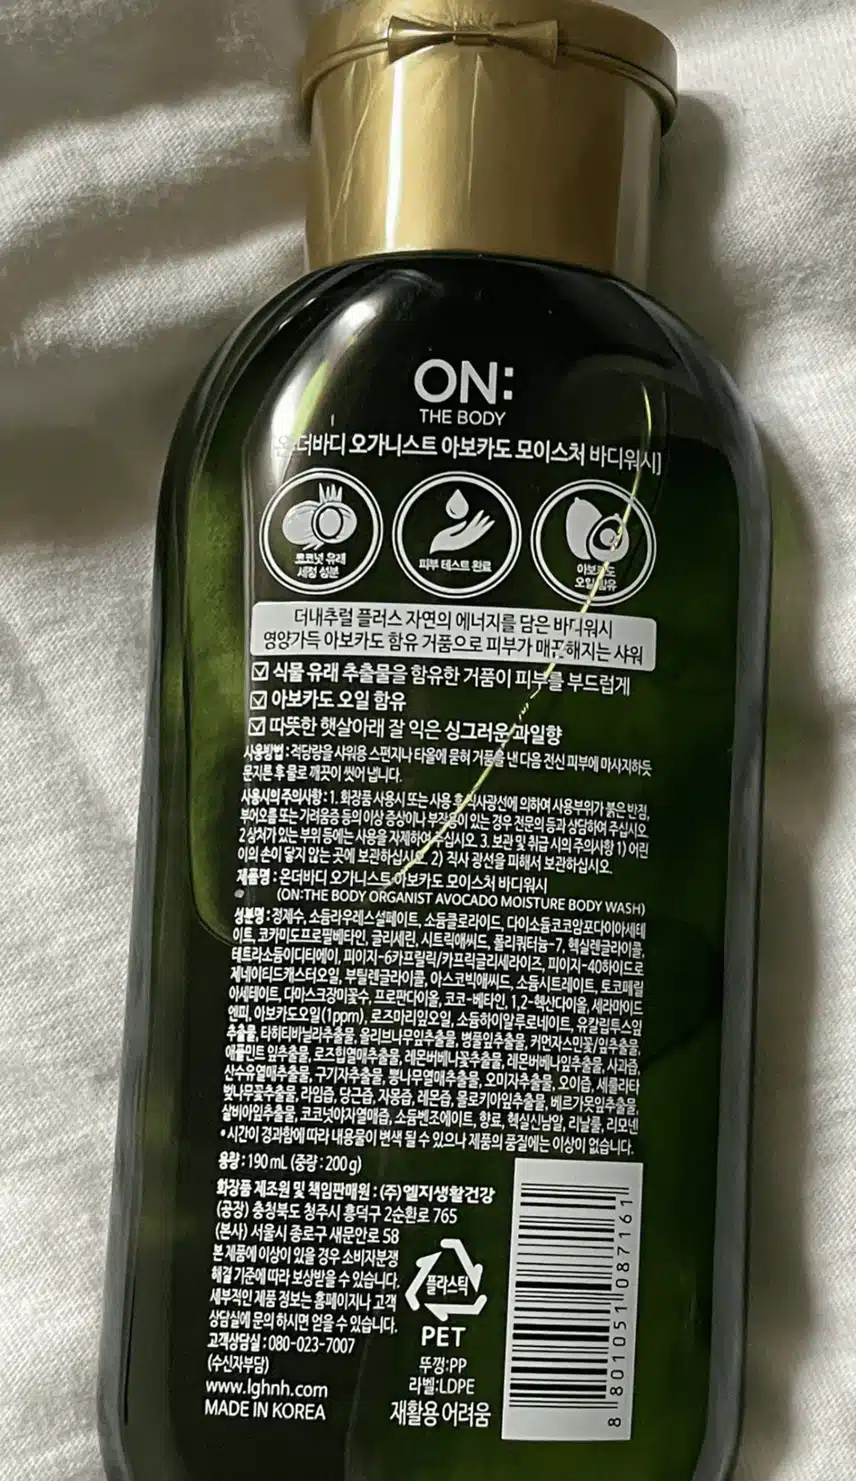 ON:
THE BODY
온더바디 오가니스트 아보카도 모이스처 바디워시]
코코넛 유래
세정 성분
피부 테스트 완료
아보카도
오일 함유
더내추럴 플러스 자연의 에너지를 담은 바디워시
영양가득 아보카도 함유 거품으로 피부가 매끈해지는 샤워
☑ 식물 유래 추출물을 함유한 거품이 피부를 부드럽게
☑ 아보카도 오일 함유
☑ 따뜻한 햇살아래 잘 익은 싱그러운 과일향
사용방법 : 적당량을 샤워용 스펀지나 타올에 묻혀 거품을 낸 다음 전신 피부에 마사지하듯
문지른 후 물로 깨끗이 씻어 냅니다.
사용시의 주의사항 : 1. 화장품 사용시 또는 사용 후 직사광선에 의하여 사용부위가 붉은 반점,
부어오름 또는 가려움증 등의 이상 증상이나 부작용이 있는 경우 전문의 등과 상담하여 주십시오.
2 상처가 있는 부위 등에는 사용을 자제하여 주십시오. 3. 보관 및 취급 시의 주의사항 1) 어린
이의 손이 닿지 않는 곳에 보관하십시오. 2) 직사 광선을 피해서 보관하십시오.
제품명 : 온더바디 오가니스트 아보카도 모이스처 바디워시
(ON:THE BODY ORGANIST AVOCADO MOISTURE BODY WASH)
성분명 : 정제수, 소듐라우레스설페이트, 소듐클로라이드, 다이소듐코코암포다이아세테
이트, 코카미도프로필베타인, 글리세린, 시트릭애씨드, 폴리쿼터늄-7, 헥실렌글라이콜,
테트라소듐이디티에이, 피이지-6카프릴릭/카프릭글리세라이즈, 피이지-40하이드로
제네이티드캐스터오일, 부틸렌글라이콜, 아스코빅애씨드, 소듐시트레이트, 토코페릴
아세테이트, 다마스크장미꽃수, 프로판다이올, 코코-베타인, 1,2-헥산다이올, 세라마이드
엔피, 아보카도오일(1ppm), 로즈마리잎오일, 소듐하이알루로네이트, 유칼립투스잎
추출물, 타히티바닐라추출물, 올리브나무잎추출물, 병풀잎추출물, 커먼자스민꽃/잎추출물,
애플민트 잎추출물, 로즈힙열매추출물, 레몬버베나꽃추출물, 레몬버베나잎추출물, 사과즙,
산수유열매추출물, 구기자추출물, 뽕나무열매추출물, 오미자추출물, 오이즙, 세룰라타
벚나무꽃추출물, 라임즙, 당근즙, 자몽즙, 레몬즙, 몰로키아잎추출물, 베르가못잎추출물,
살비아잎추출물, 코코넛야자열매즙, 소듐벤조에이트, 향료, 헥실신남알, 리날룰, 리모넨
• 시간이 경과함에 따라 내용물이 변색 될 수 있으나 제품의 품질에는 이상이 없습니다.
용량 : 190 mL (중량 : 200 g)
화장품 제조원 및 책임판매원 : (주)엘지생활건강
(공장) 충청북도 청주시 흥덕구 2순환로 765
(본사) 서울시 종로구 새문안로 58
본 제품에 이상이 있을 경우 소비자분쟁
해결 기준에 따라 보상받을 수 있습니다.
세부적인 제품 정보는 홈페이지나 고객
상담실에 문의 하시면 얻을 수 있습니다.
고객상담실 : 080-023-7007
(수신자부담)
www.lghnh.com
MADE IN KOREA
플라스틱
PET
뚜껑:PP
라벨:LDPE
재활용 어려움
8 801051 087161